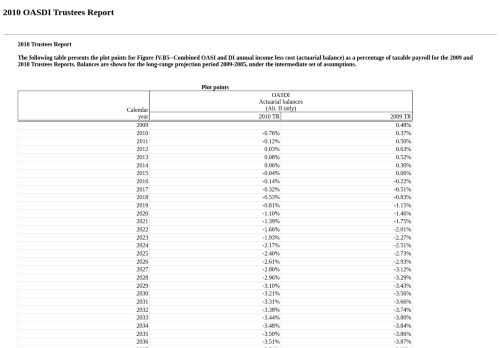 2010 OASDI Trustees Report
2010 Trustees Report
The following table presents the plot points for Figure IV.B5--Combined OASI and DI annual income less cost (actuarial balance) as a percentage of taxable payroll for the 2009 and
2010 Trustees Reports. Balances are shown for the long-range projection period 2009-2085, under the intermediate set of assumptions.
Plot points
OASDI
Actuarial balances
Calendar (Alt. II only)
year 2010 TR 2009 TR
2009 0.48%
2010 -0.76% 0.37%
2011 -0.12% 0.50%
2012 0.03% 0.63%
2013 0.08% 0.52%
2014 0.06% 0.30%
2015 -0.04% 0.06%
2016 -0.14% -0.22%
2017 -0.32% -0.51%
2018 -0.53% -0.83%
2019 -0.81% -1.15%
2020 -1.10% -1.46%
2021 -1.39% -1.75%
2022 -1.66% -2.01%
2023 -1.93% -2.27%
2024 -2.17% -2.51%
2025 -2.40% -2.73%
2026 -2.61% -2.93%
2027 -2.80% -3.12%
2028 -2.96% -3.29%
2029 -3.10% -3.43%
2030 -3.21% -3.56%
2031 -3.31% -3.66%
2032 -3.38% -3.74%
2033 -3.44% -3.80%
2034 -3.48% -3.84%
2035 -3.50% -3.86%
2036 -3.51% -3.87%